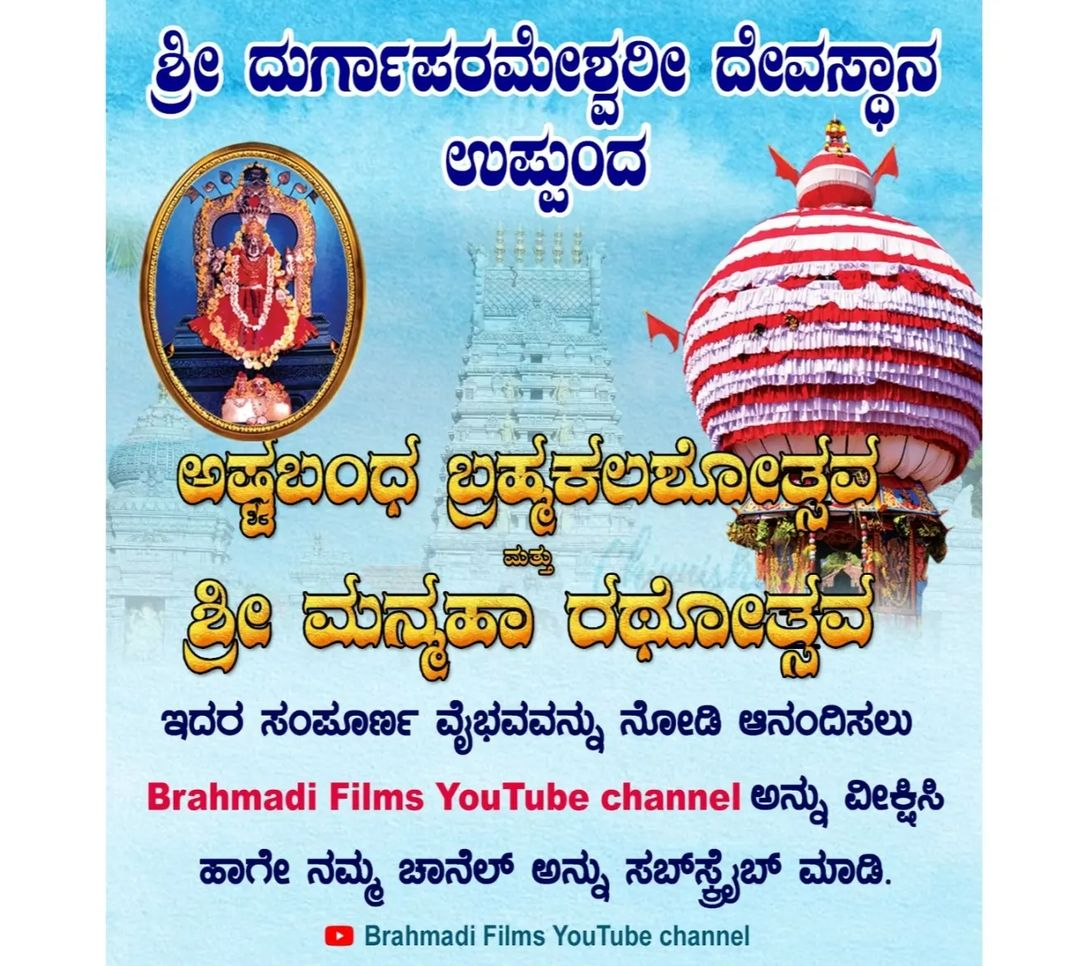 ಶ್ರೀ ದುರ್ಗಾಪರಮೇಶ್ವರೀ ದೇವಸ್ಥಾನ
ಉಪ್ಪುಂದ
ಅಷ್ಟಬಂಧ ಬ್ರಹ್ಮಕಲಶೋತ್ಸವ
ಮತ್ತು
ಶ್ರೀ ಮನ್ಮಹಾ ರಥೋತ್ಸವ
ಇದರ ಸಂಪೂರ್ಣ ವೈಭವವನ್ನು ನೋಡಿ ಆನಂದಿಸಲು
Brahmadi Films YouTube channel ಅನ್ನು ವೀಕ್ಷಿಸಿ
ಹಾಗೇ ನಮ್ಮ ಚಾನೆಲ್ ಅನ್ನು ಸಬ್‌ಸ್ಕ್ರೈಬ್ ಮಾಡಿ.
Brahmadi Films YouTube channel